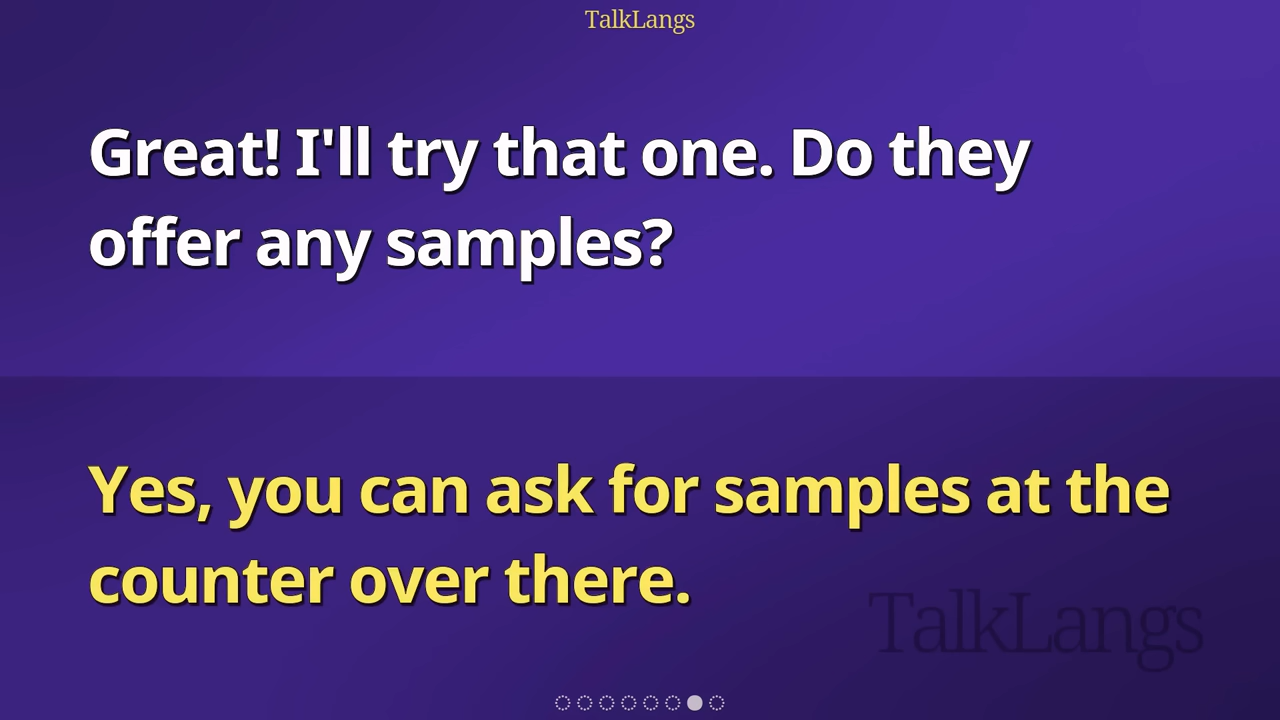 TalkLangs
Great! I'll try that one. Do they
offer any samples?
Yes, you can ask for samples at the
counter over there.
TalkLangs